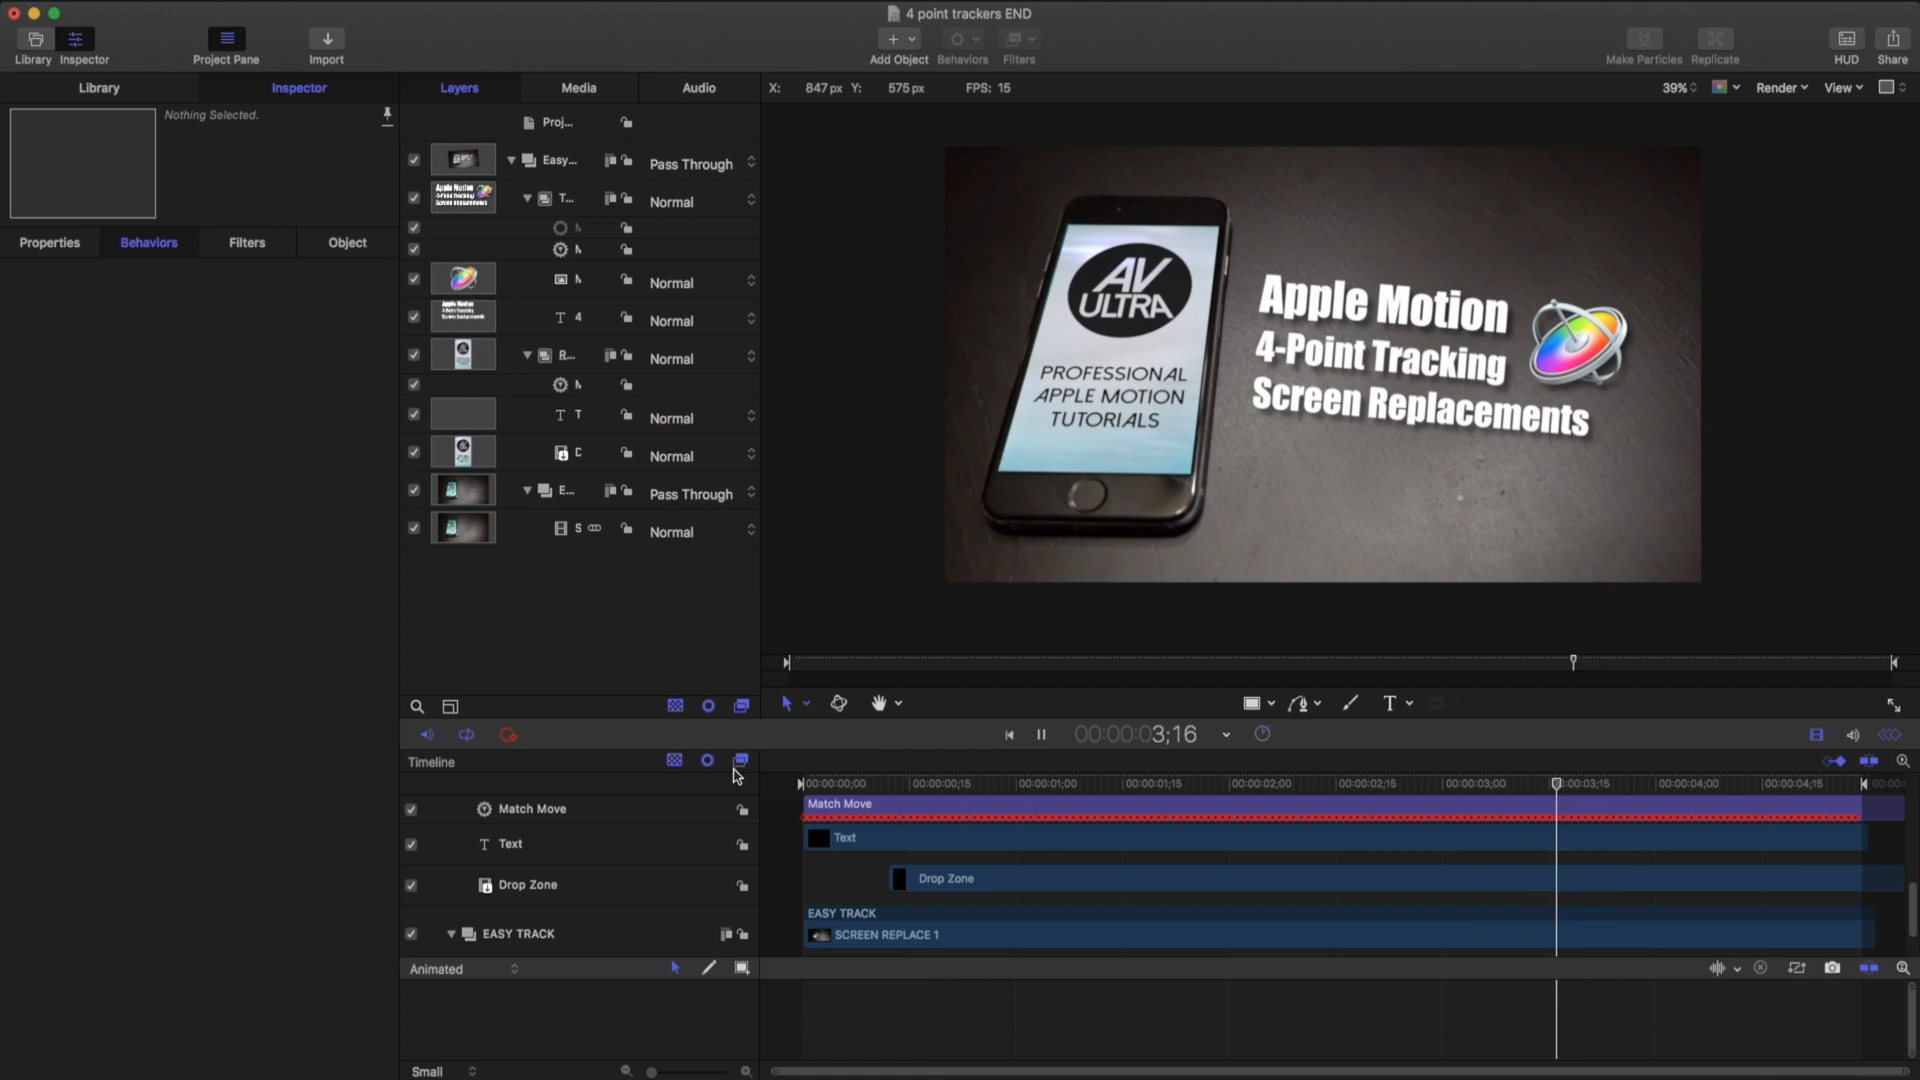 4 point trackers END
Library
Inspector
Project Pane
Import
Add Object
Behaviors
Filters
Make Particles
Replicate
HUD
Share
Library
Inspector
Layers
Media
Audio
X: 847 px Y: 575 px FPS: 15
39%
Render
View
Nothing Selected.
Properties
Behaviors
Filters
Object
Proj...
Easy...
Pass Through
T...
Normal
Normal
4
Normal
R...
Normal
T
Normal
Normal
E...
Pass Through
S
Normal
AV
ULTRA
PROFESSIONAL
APPLE MOTION
TUTORIALS
Apple Motion
4-Point Tracking
Screen Replacements
00:00:00:03;16
Timeline
00:00:00;00
00:00:00;15
00:00:01;00
00:00:01;15
00:00:02;00
00:00:02;15
00:00:03;00
00:03;15
00:00:04;00
00:00:04;15
Match Move
Match Move
Text
Text
Drop Zone
Drop Zone
EASY TRACK
EASY TRACK
SCREEN REPLACE 1
Animated
Small